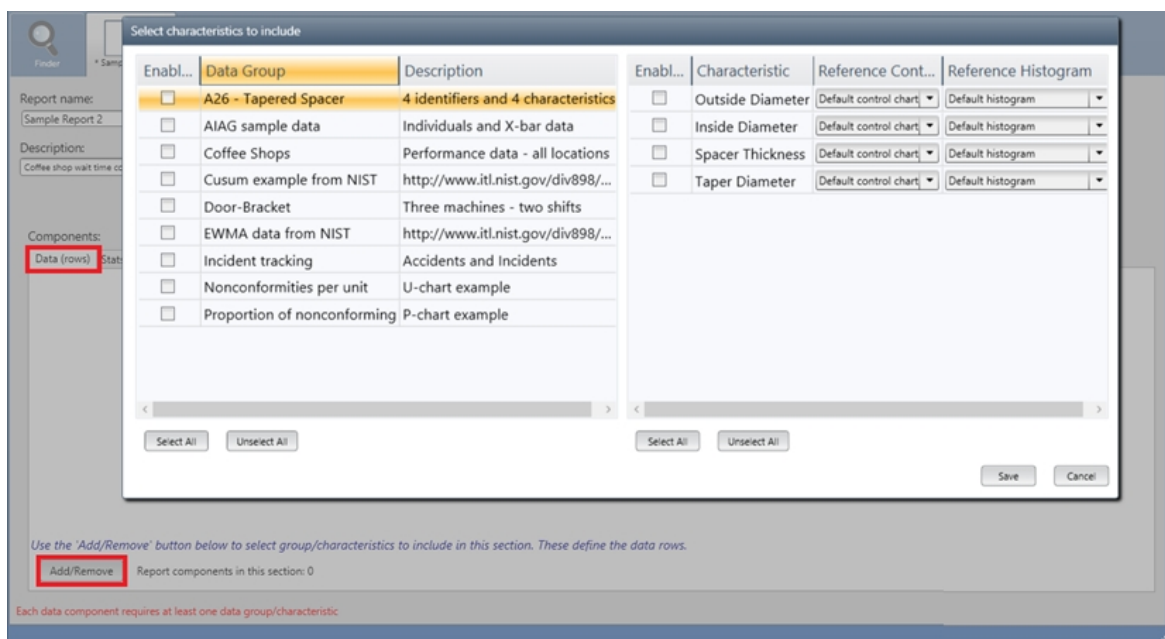 Select characteristics to include
Finder
* Samp
Report name:
Sample Report 2
Description:
Coffee shop wait time co
Components:
Data (rows) Stat
Enabl... Data Group Description
A26 - Tapered Spacer 4 identifiers and 4 characteristics
AIAG sample data Individuals and X-bar data
Coffee Shops Performance data - all locations
Cusum example from NIST http://www.itl.nist.gov/div898/...
Door-Bracket Three machines - two shifts
EWMA data from NIST http://www.itl.nist.gov/div898/...
Incident tracking Accidents and Incidents
Nonconformities per unit U-chart example
Proportion of nonconforming P-chart example
Select All Unselect All
Enabl... Characteristic Reference Cont... Reference Histogram
Outside Diameter Default control chart Default histogram
Inside Diameter Default control chart Default histogram
Spacer Thickness Default control chart Default histogram
Taper Diameter Default control chart Default histogram
Select All Unselect All
Save Cancel
Use the 'Add/Remove' button below to select group/characteristics to include in this section. These define the data rows.
Add/Remove Report components in this section: 0
Each data component requires at least one data group/characteristic